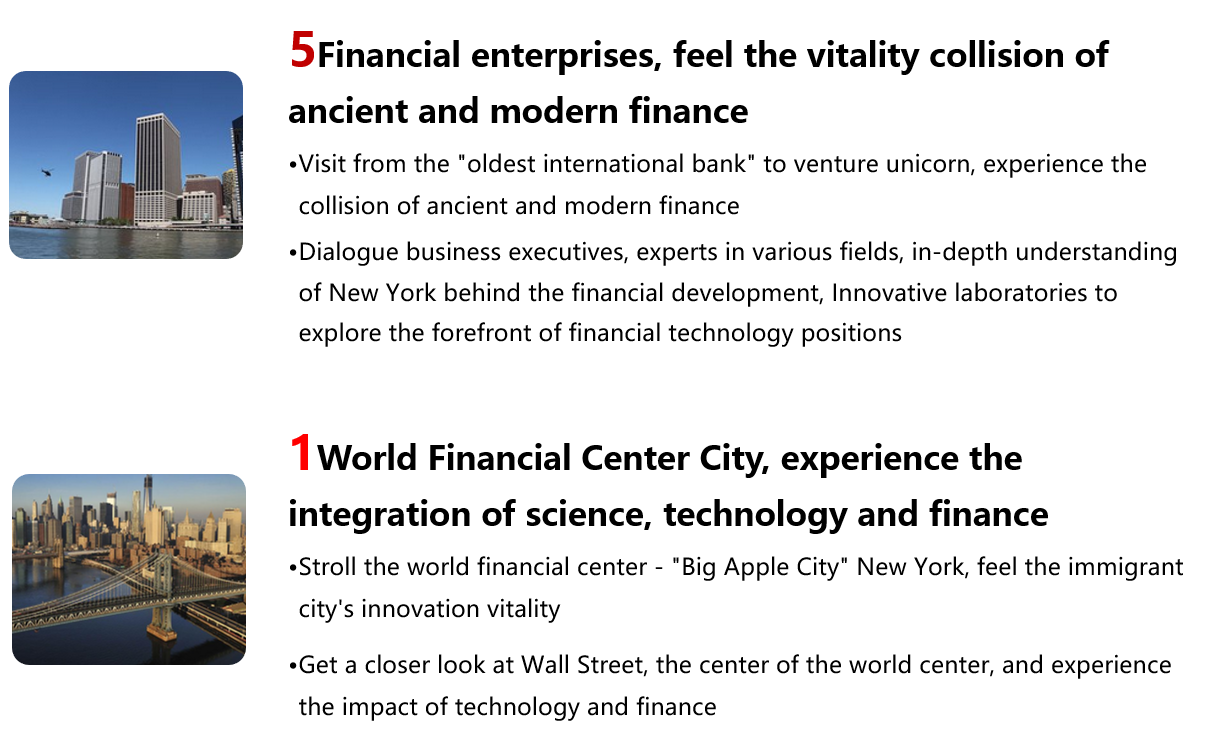 5Financial enterprises, feel the vitality collision of
ancient and modern finance
•Visit from the "oldest international bank" to venture unicorn, experience the
collision of ancient and modern finance
•Dialogue business executives, experts in various fields, in-depth understanding
of New York behind the financial development, Innovative laboratories to
explore the forefront of financial technology positions
1World Financial Center City, experience the
integration of science, technology and finance
•Stroll the world financial center - "Big Apple City" New York, feel the immigrant
city's innovation vitality
•Get a closer look at Wall Street, the center of the world center, and experience
the impact of technology and finance